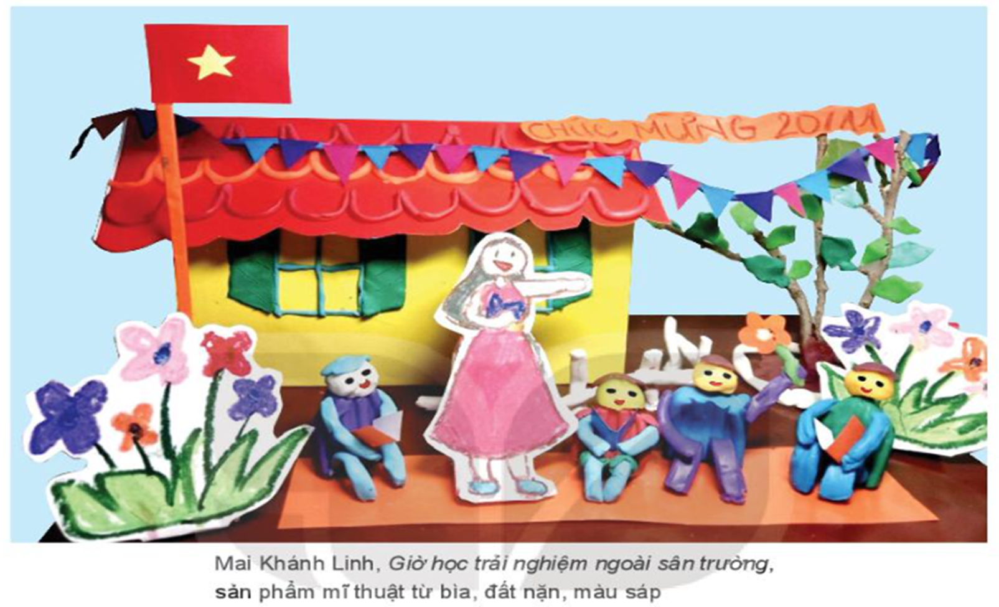 CHÚC MỪNG 20/11
Mai Khánh Linh, Giờ học trải nghiệm ngoài sân trường,
sản phẩm mĩ thuật từ bìa, đất nặn, màu sáp